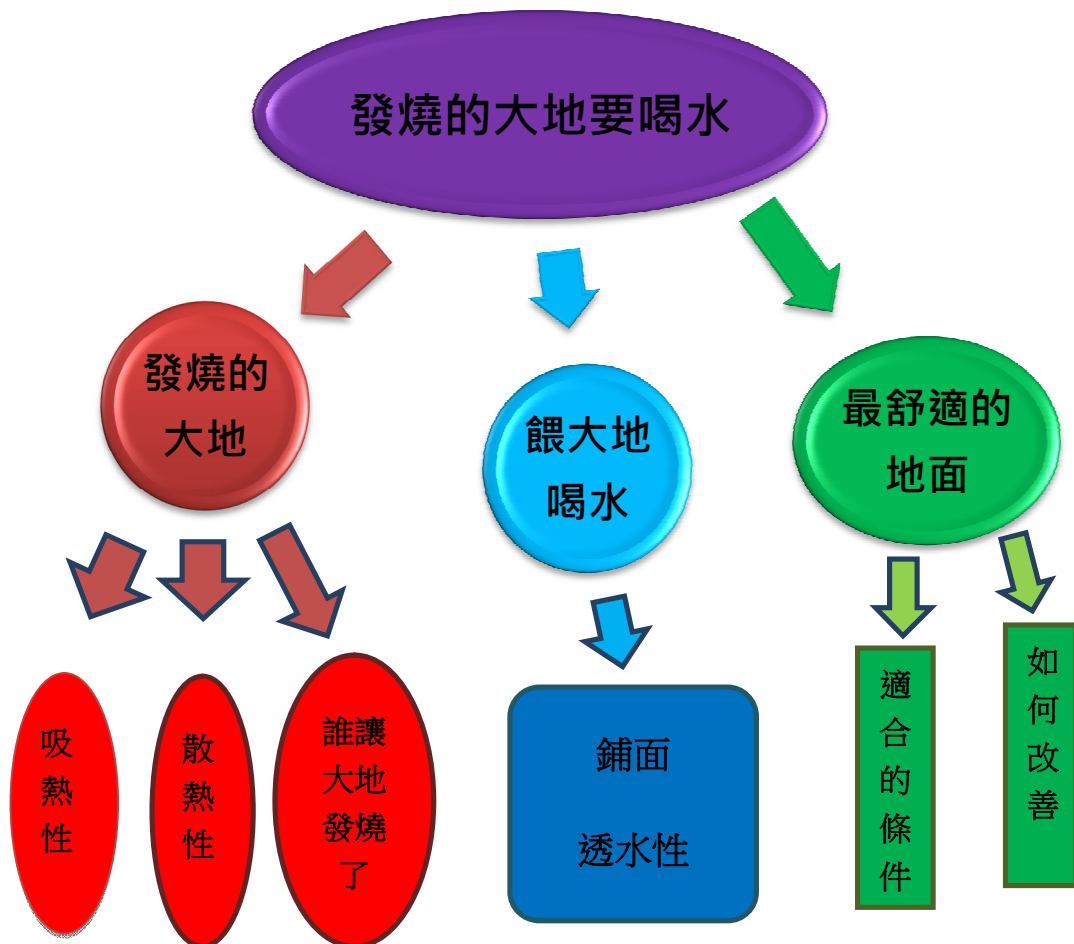 發燒的大地要喝水
發燒的
大地
餵大地
喝水
最舒適的
地面
吸熱性
散熱性
誰讓
大地
發燒
了
鋪面
透水性
適合的條件
如何改善